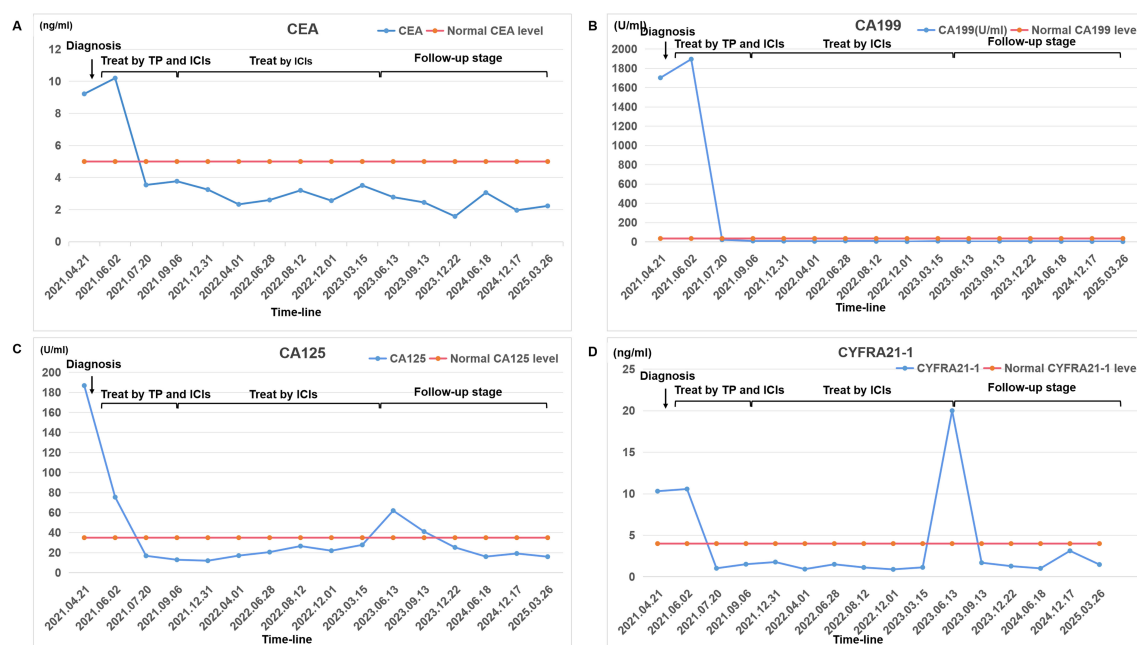 A
(ng/ml)
CEA
CEA
Normal CEA level
Diagnosis
Treat by TP and ICIs
Treat by ICIs
Follow-up stage
12
10
8
6
4
2
0
2021.04.21
2021.06.02
2021.07.20
2021.09.06
2021.12.31
2022.04.01
2022.06.28
2022.08.12
2022.12.01
2023.03.15
2023.06.13
2023.09.13
2023.12.22
2024.06.18
2024.12.17
2025.03.26
Time-line
B
(U/ml)
CA199
CA199(U/ml)
Normal CA199 level
Diagnosis
Treat by TP and ICIs
Treat by ICIs
Follow-up stage
2000
1800
1600
1400
1200
1000
800
600
400
200
0
2021.04.21
2021.06.02
2021.07.20
2021.09.06
2021.12.31
2022.04.01
2022.06.28
2022.08.12
2022.12.01
2023.03.15
2023.06.13
2023.09.13
2023.12.22
2024.06.18
2024.12.17
2025.03.26
Time-line
C
(U/ml)
CA125
CA125
Normal CA125 level
Diagnosis
Treat by TP and ICIs
Treat by ICIs
Follow-up stage
200
180
160
140
120
100
80
60
40
20
0
2021.04.21
2021.06.02
2021.07.20
2021.09.06
2021.12.31
2022.04.01
2022.06.28
2022.08.12
2022.12.01
2023.03.15
2023.06.13
2023.09.13
2023.12.22
2024.06.18
2024.12.17
2025.03.26
Time-line
D
(ng/ml)
CYFRA21-1
CYFRA21-1
Normal CYFRA21-1 level
Diagnosis
Treat by TP and ICIs
Treat by ICIs
Follow-up stage
25
20
15
10
5
0
2021.04.21
2021.06.02
2021.07.20
2021.09.06
2021.12.31
2022.04.01
2022.06.28
2022.08.12
2022.12.01
2023.03.15
2023.06.13
2023.09.13
2023.12.22
2024.06.18
2024.12.17
2025.03.26
Time-line